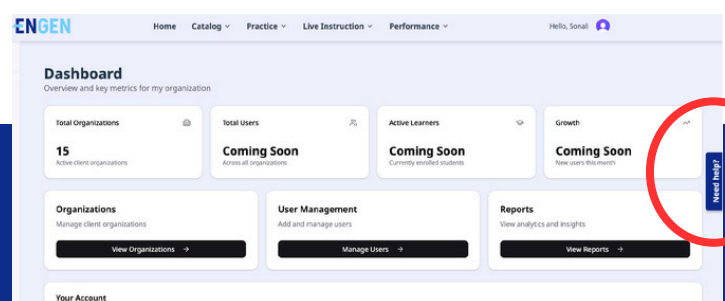 ENGEN
Home Catalog Practice Live Instruction Performance Hello, Sonali
Dashboard
Overview and key metrics for my organization
Total Organizations
15
Active client organizations
Total Users
Coming Soon
Across all organizations
Active Learners
Coming Soon
Currently enrolled students
Growth
Coming Soon
New users this month
Need help?
Organizations
Manage client organizations
View Organizations →
User Management
Add and manage users
Manage Users →
Reports
View analytics and insights
View Reports →
Your Account